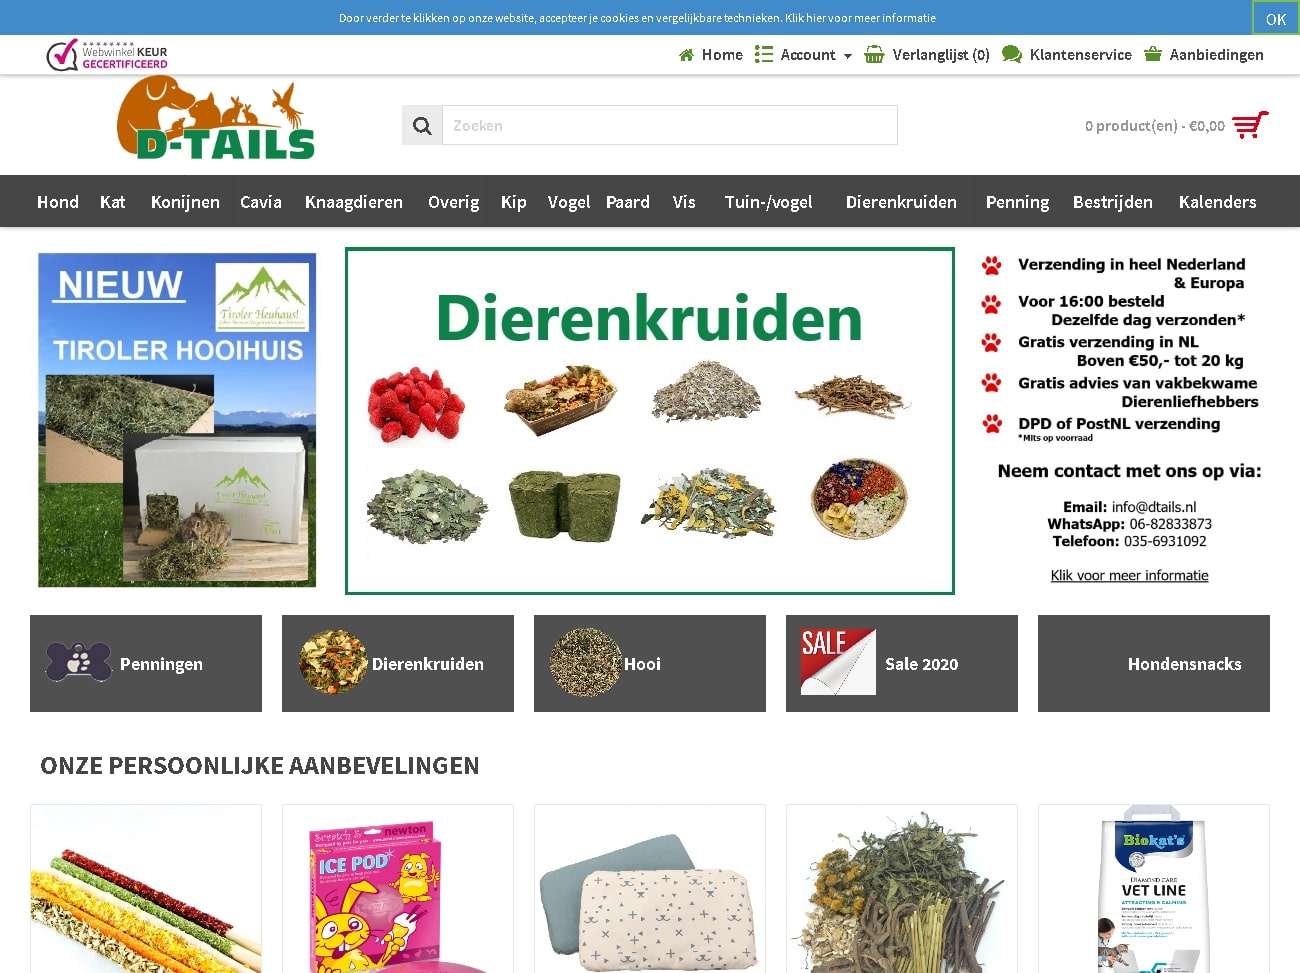 Door verder te klikken op onze website, accepteer je cookies en vergelijkbare technieken. Klik hier voor meer informatie
OK
Webwinkel KEUR
GECERTIFICEERD
Home
Account
Verlanglijst (0)
Klantenservice
Aanbiedingen
D-TAILS
Zoeken
0 product(en) - €0,00
Hond
Kat
Konijnen
Cavia
Knaagdieren
Overig
Kip
Vogel
Paard
Vis
Tuin-/vogel
Dierenkruiden
Penning
Bestrijden
Kalenders
NIEUW
Tiroler Heuhaus!
TIROLER HOOIHUIS
Dierenkruiden
Verzending in heel Nederland
& Europa
Voor 16:00 besteld
Dezelfde dag verzonden*
Gratis verzending in NL
Boven €50,- tot 20 kg
Gratis advies van vakbekwame
Dierenliefhebbers
DPD of PostNL verzending
*Mits op voorraad
Neem contact met ons op via:
Email: info@dtails.nl
WhatsApp: 06-82833873
Telefoon: 035-6931092
Klik voor meer informatie
Penningen
Dierenkruiden
Hooi
SALE
Sale 2020
Hondensnacks
ONZE PERSOONLIJKE AANBEVELINGEN
Scratch &
newton
ICE POD
Biokat's
DIAMOND CARE
VET LINE
ATTRACTING & CALMING